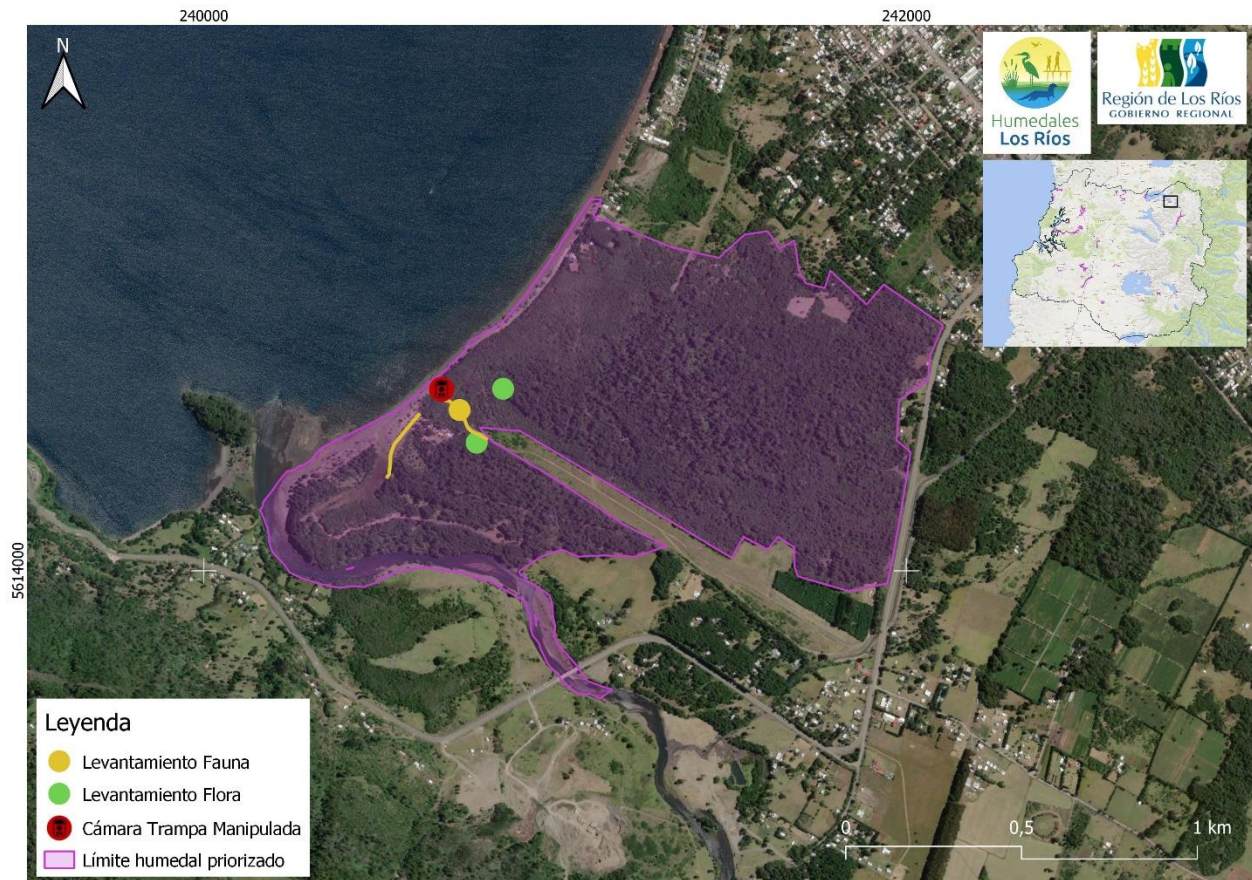 240000
242000
N
Humedales
Los Ríos
Región de Los Ríos
GOBIERNO REGIONAL
5614000
Leyenda
Levantamiento Fauna
Levantamiento Flora
Cámara Trampa Manipulada
Límite humedal priorizado
0
0,5
1 km